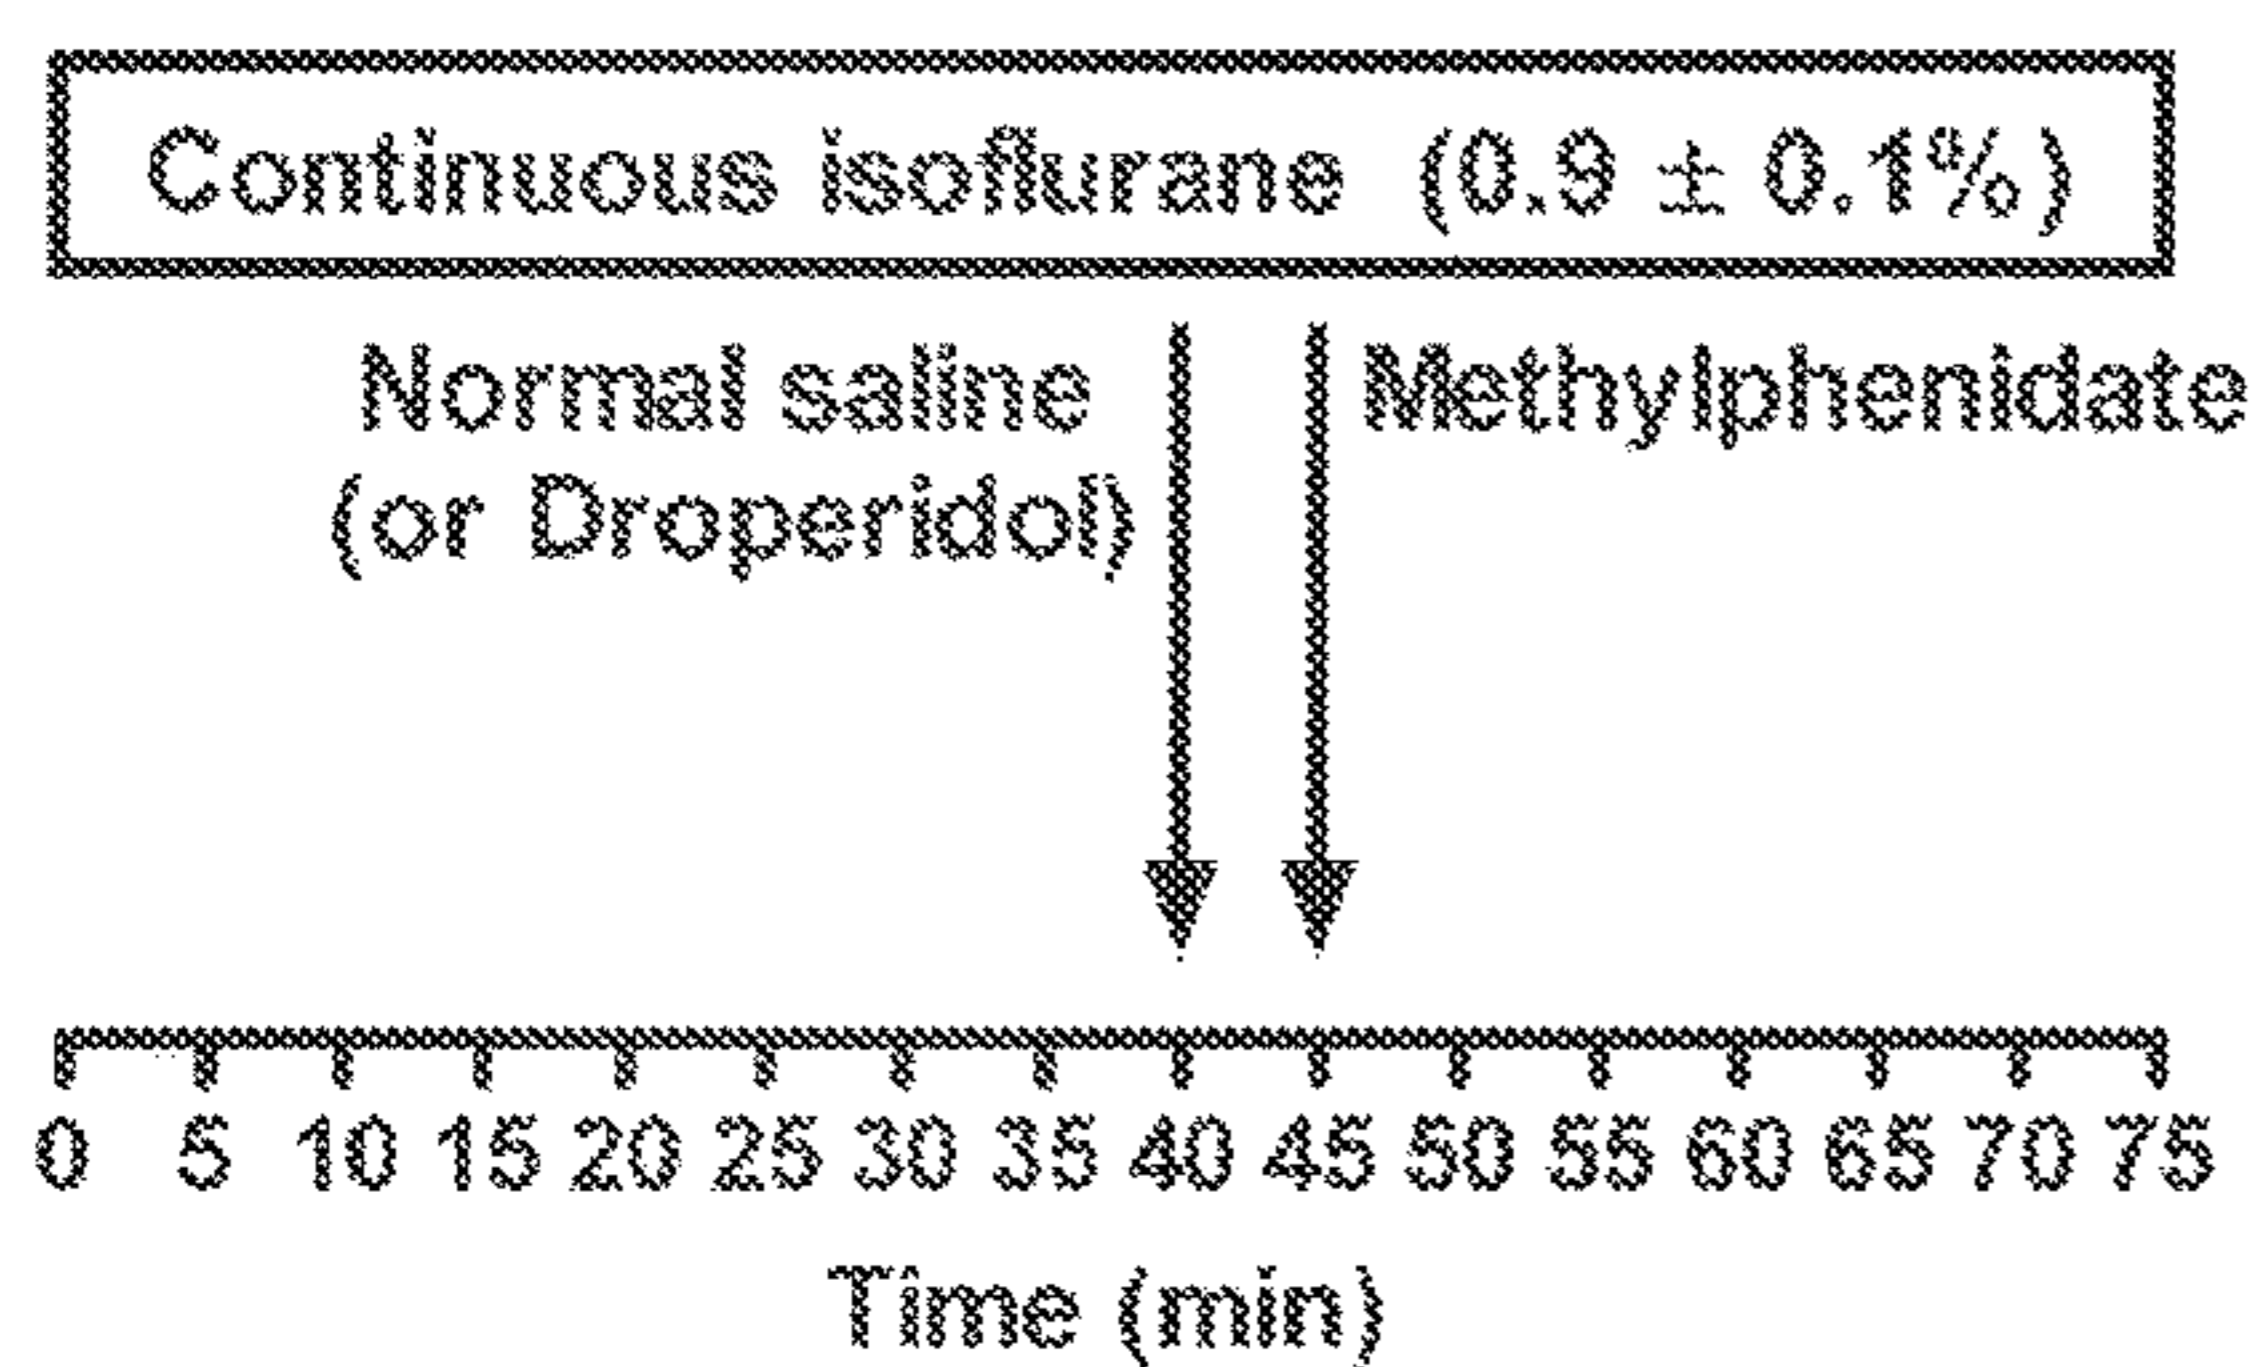 Continuous isoflurane (0.9 ± 0.1%)
Normal saline
(or Droperidol)
Methylphenidate
0 5 10 15 20 25 30 35 40 45 50 55 60 65 70 75
Time (min)